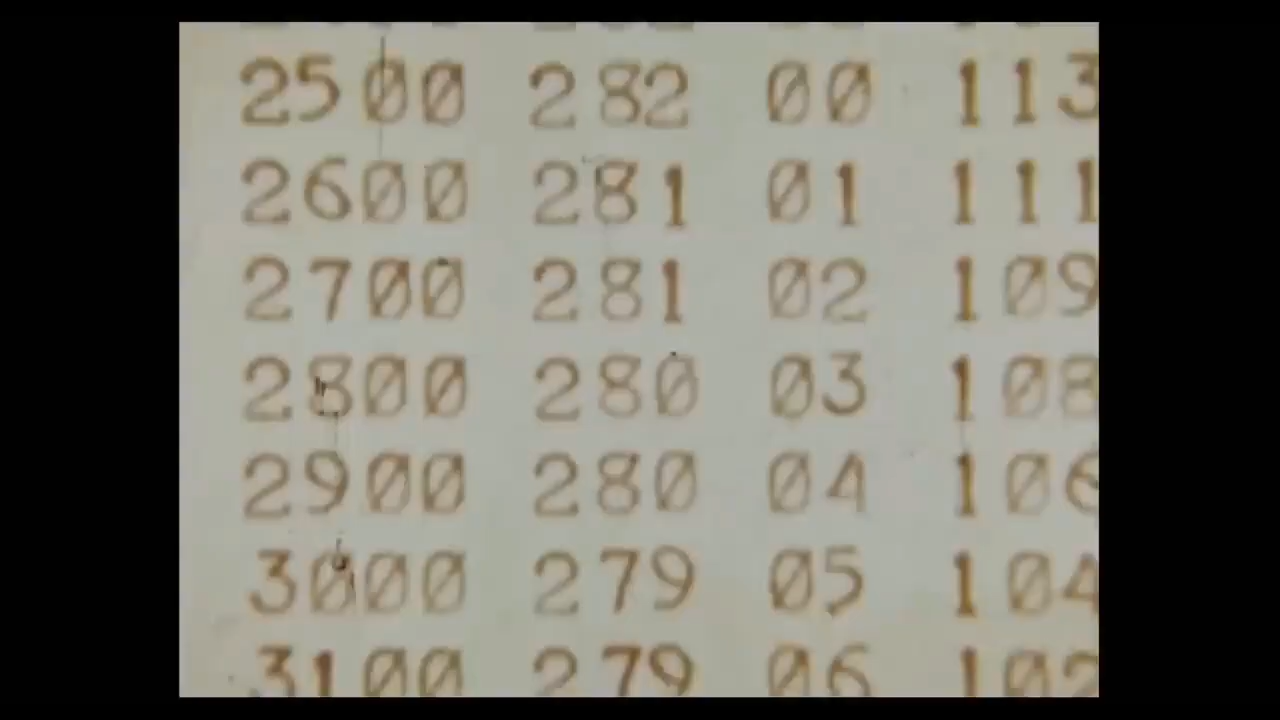 2500 282 00 113
2600 281 01 111
2700 281 02 109
2800 280 03 108
2900 280 04 106
3000 279 05 104
3100 279 06 102